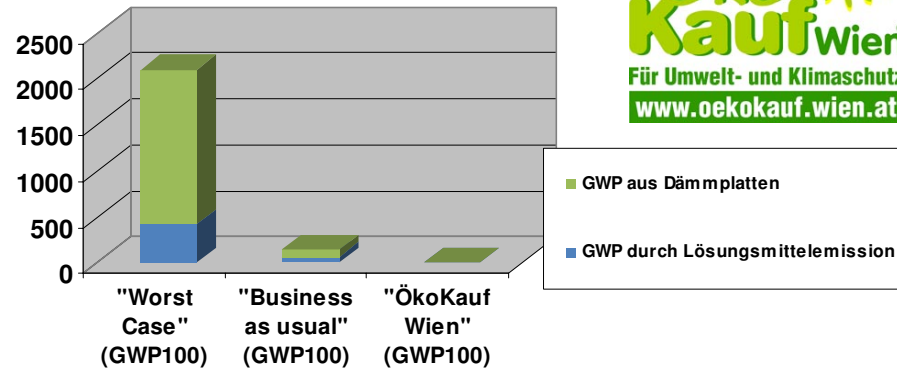 2500
2000
1500
1000
500
0
"Worst
Case"
(GWP100)
"Business
as usual"
(GWP100)
"ÖkoKauf
Wien"
(GWP100)
Kauf Wien
Für Umwelt- und Klimaschutz
www.oekokauf.wien.at
GWP aus Dämmplatten
GWP durch Lösungsmittelemission